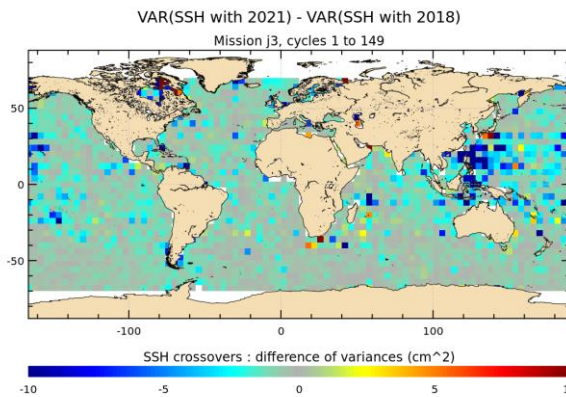 VAR(SSH with 2021) - VAR(SSH with 2018)
Mission j3, cycles 1 to 149
50
0
-50
-100 0 100
SSH crossovers : difference of variances (cm^2)
-10 -5 0 5 1